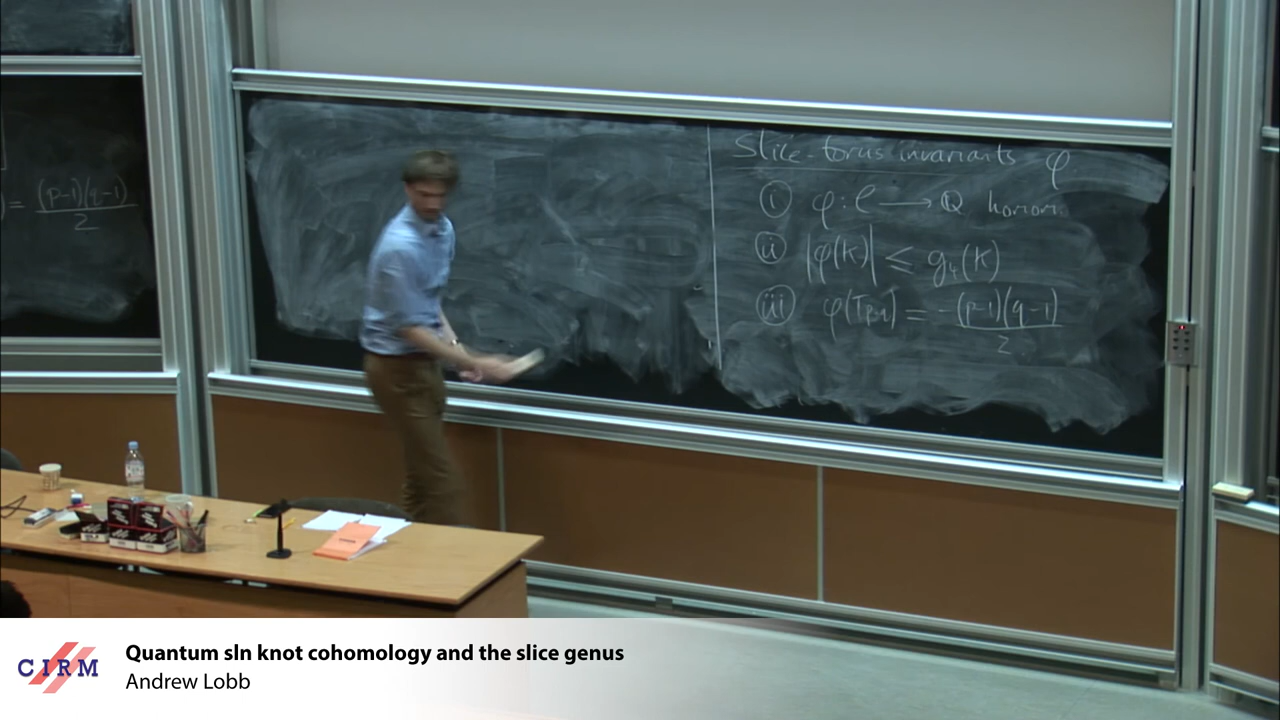 = (p-1)(q-1)/2
Slice-torus invariants φ
(i) φ: C → Q homom.
(ii) |φ(K)| ≤ g₄(K)
(iii) φ(T_{p,q}) = -(p-1)(q-1)/2
CIRM
Quantum sln knot cohomology and the slice genus
Andrew Lobb